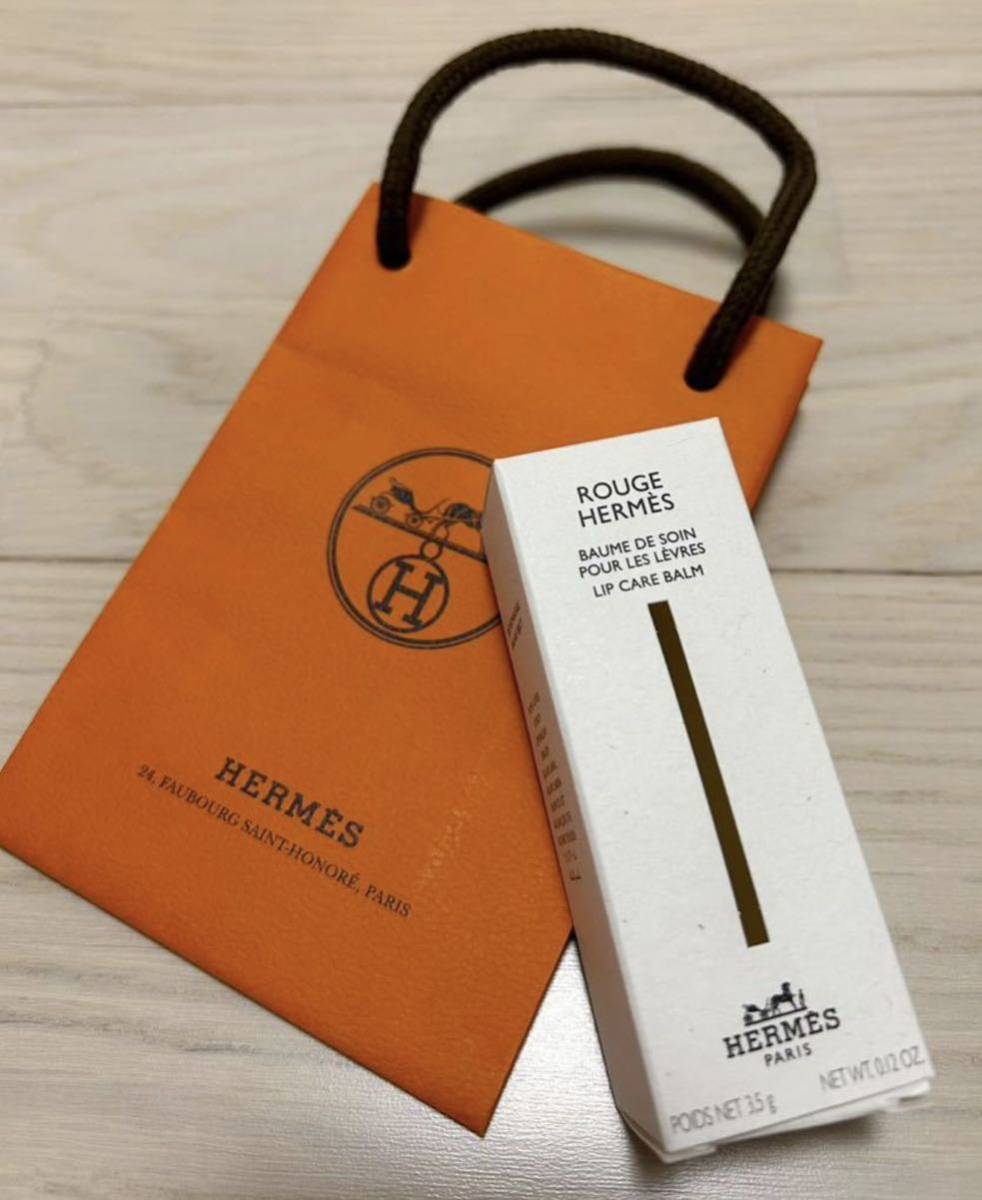 H
HERMÈS
24, FAUBOURG SAINT-HONORÉ, PARIS
ROUGE
HERMÈS
BAUME DE SOIN
POUR LES LÈVRES
LIP CARE BALM
HERMÈS
PARIS
POIDS NET 3.5 g
NET WT. 0.12 OZ.